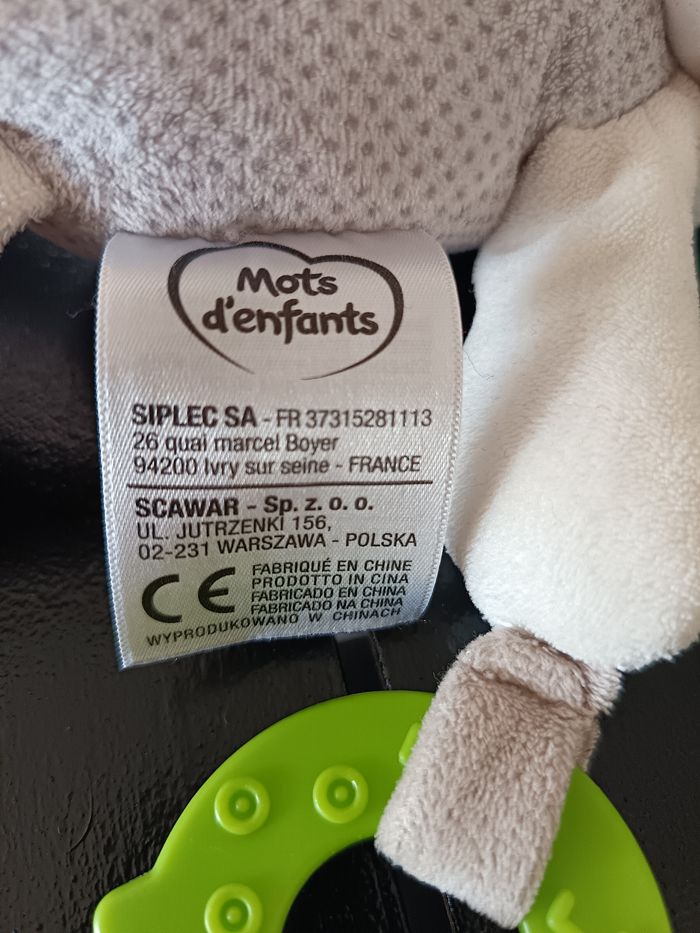 Mots
d'enfants
SIPLEC SA - FR 37315281113
26 quai marcel Boyer
94200 Ivry sur seine - FRANCE
SCAWAR - Sp. z. o. o.
UL. JUTRZENKI 156,
02-231 WARSZAWA - POLSKA
CE
FABRIQUÉ EN CHINE
PRODOTTO IN CINA
FABRICADO EN CHINA
FABRICADO NA CHINA
WYPRODUKOWANO W CHINACH